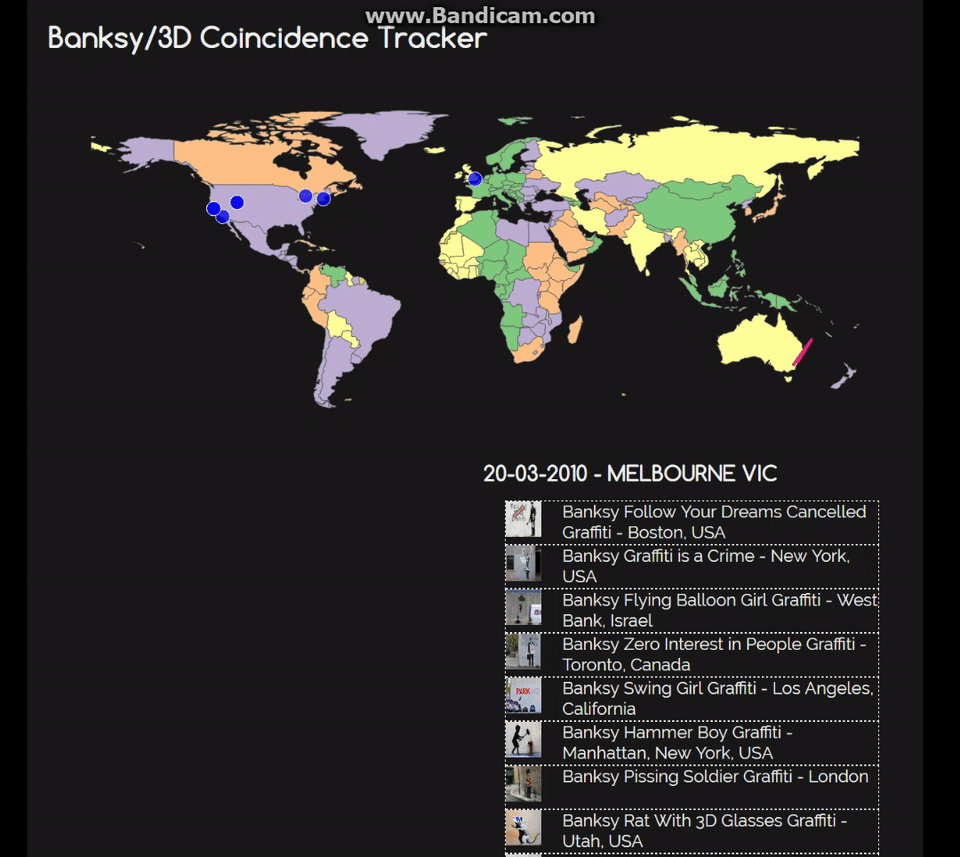 www.Bandicam.com
Banksy/3D Coincidence Tracker
20-03-2010 - MELBOURNE VIC
Banksy Follow Your Dreams Cancelled
Graffiti - Boston, USA
Banksy Graffiti is a Crime - New York,
USA
Banksy Flying Balloon Girl Graffiti - West
Bank, Israel
Banksy Zero Interest in People Graffiti -
Toronto, Canada
Banksy Swing Girl Graffiti - Los Angeles,
California
Banksy Hammer Boy Graffiti -
Manhattan, New York, USA
Banksy Pissing Soldier Graffiti - London
Banksy Rat With 3D Glasses Graffiti -
Utah, USA